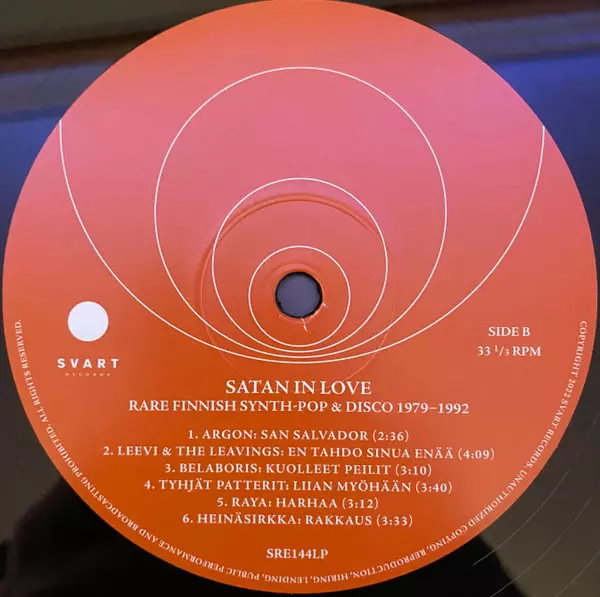 SVART
RECORDS
SIDE B
33 1/3 RPM
SATAN IN LOVE
RARE FINNISH SYNTH-POP & DISCO 1979–1992
1. ARGON: SAN SALVADOR (2:36)
2. LEEVI & THE LEAVINGS: EN TAHDO SINUA ENÄÄ (4:09)
3. BELABORIS: KUOLLEET PEILIT (3:10)
4. TYHJÄT PATTERIT: LIIAN MYÖHÄÄN (3:40)
5. RAYA: HARHAA (3:12)
6. HEINÄSIRKKA: RAKKAUS (3:33)
SRE144LP
COPYRIGHT 2022 SVART RECORDS. UNAUTHORIZED COPYING, REPRODUCTION, HIRING, LENDING, PUBLIC PERFORMANCE AND BROADCASTING PROHIBITED. ALL RIGHTS RESERVED.